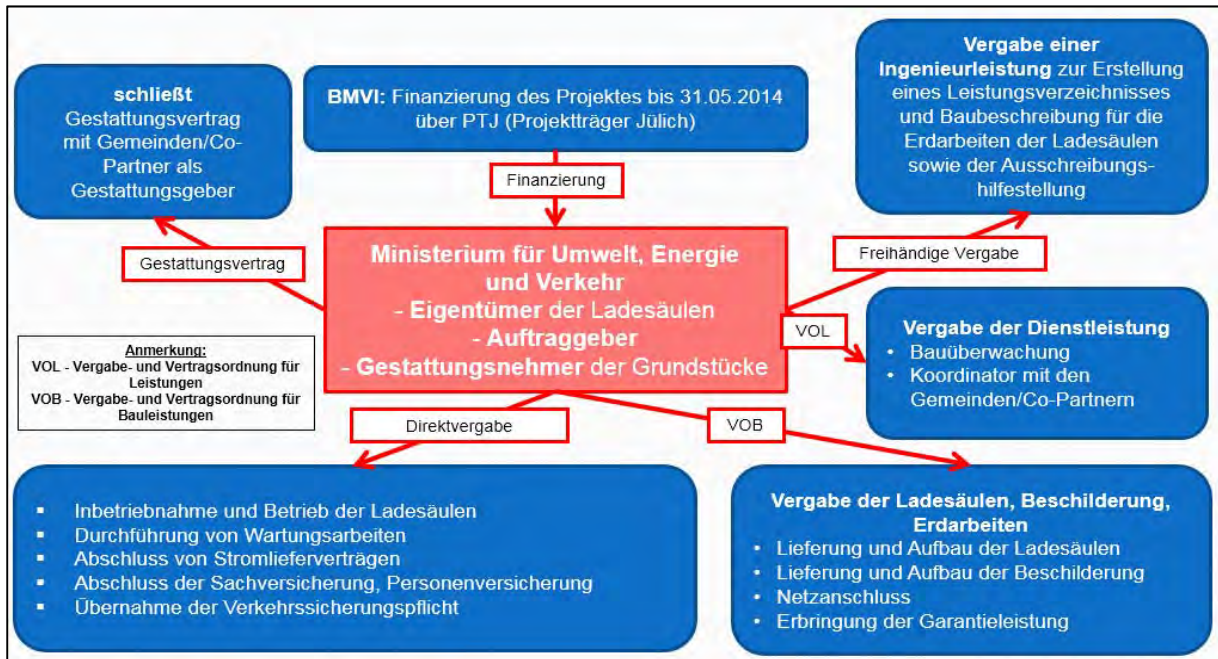 schließt
Gestattungsvertrag
mit Gemeinden/Co-
Partner als
Gestattungsgeber
BMVI: Finanzierung des Projektes bis 31.05.2014
über PTJ (Projektträger Jülich)
Vergabe einer
Ingenieurleistung zur Erstellung
eines Leistungsverzeichnisses
und Baubeschreibung für die
Erdarbeiten der Ladesäulen
sowie der Ausschreibungs-
hilfestellung
Finanzierung
Gestattungsvertrag
Freihändige Vergabe
Ministerium für Umwelt, Energie
und Verkehr
- Eigentümer der Ladesäulen
- Auftraggeber
- Gestattungsnehmer der Grundstücke
VOL
Vergabe der Dienstleistung
• Bauüberwachung
• Koordinator mit den
Gemeinden/Co-Partnern
Anmerkung:
VOL - Vergabe- und Vertragsordnung für
Leistungen
VOB - Vergabe- und Vertragsordnung für
Bauleistungen
Direktvergabe
VOB
▪ Inbetriebnahme und Betrieb der Ladesäulen
▪ Durchführung von Wartungsarbeiten
▪ Abschluss von Stromlieferverträgen
▪ Abschluss der Sachversicherung, Personenversicherung
▪ Übernahme der Verkehrssicherungspflicht
Vergabe der Ladesäulen, Beschilderung,
Erdarbeiten
• Lieferung und Aufbau der Ladesäulen
• Lieferung und Aufbau der Beschilderung
• Netzanschluss
• Erbringung der Garantieleistung